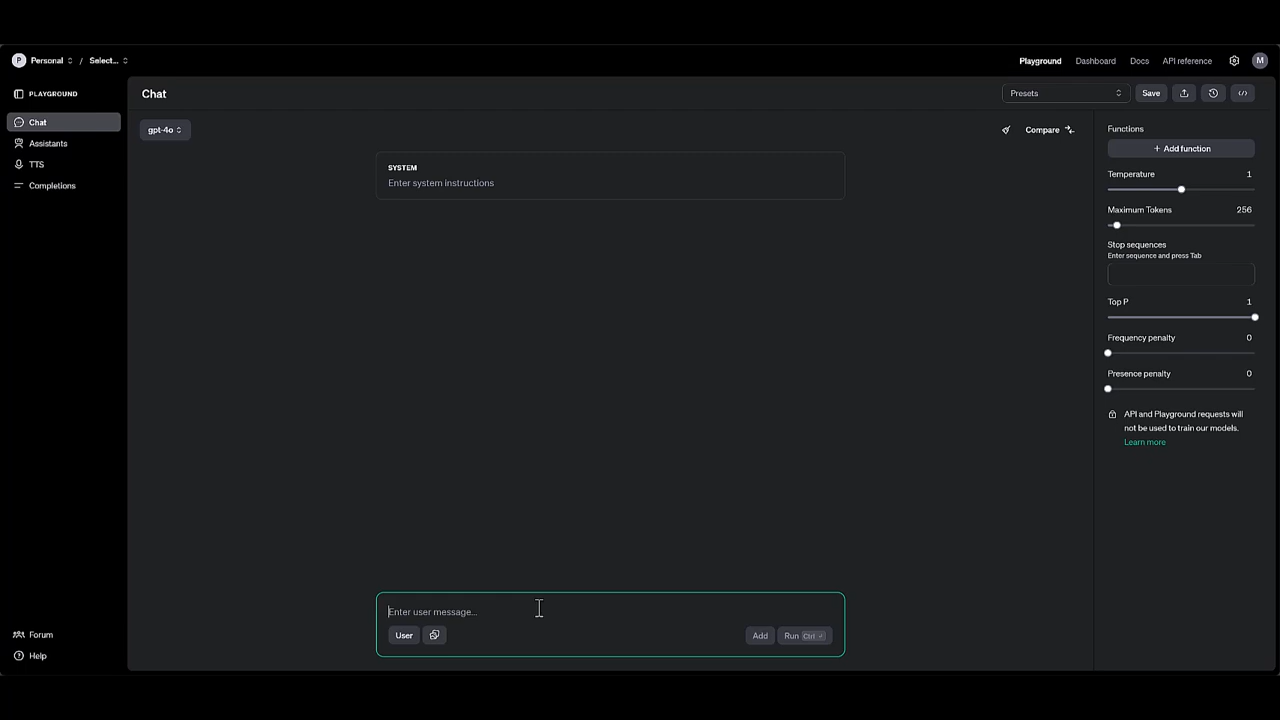 P Personal / Select...
Playground Dashboard Docs API reference M
PLAYGROUND
Chat
Assistants
TTS
Completions
Forum
Help
Chat
Presets Save
gpt-4o
Compare
SYSTEM
Enter system instructions
Enter user message...
User Add Run Ctrl ↵
Functions
+ Add function
Temperature 1
Maximum Tokens 256
Stop sequences
Enter sequence and press Tab
Top P 1
Frequency penalty 0
Presence penalty 0
API and Playground requests will
not be used to train our models.
Learn more